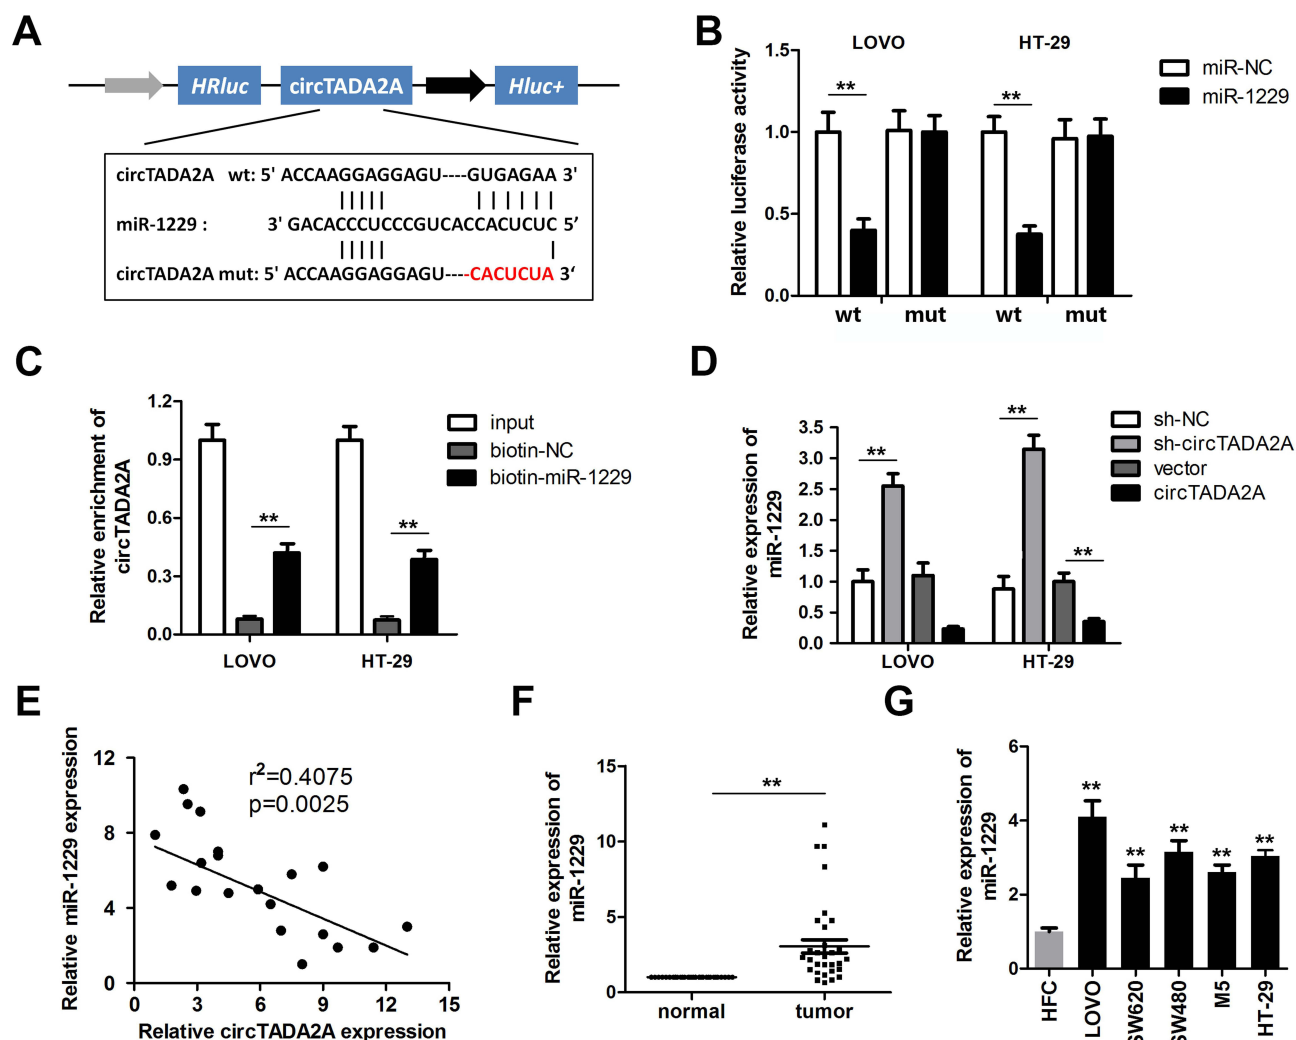 A
HRluc circTADA2A Hluc+
circTADA2A wt: 5' ACCAAGGAGGAGU----GUGAGAA 3'
miR-1229 : 3' GACACCCUCCCGUCACCACUCUC 5’
circTADA2A mut: 5' ACCAAGGAGGAGU----CACUCUA 3‘
B
LOVO HT-29
miR-NC
miR-1229
Relative luciferase activity
1.5
1.0
0.5
0.0
** **
wt mut wt mut
C
Relative enrichment of
circTADA2A
1.2
0.9
0.6
0.3
0.0
** **
LOVO HT-29
input
biotin-NC
biotin-miR-1229
D
Relative expression of
miR-1229
3.5
3.0
2.5
2.0
1.5
1.0
0.5
0.0
** ** **
LOVO HT-29
sh-NC
sh-circTADA2A
vector
circTADA2A
E
Relative miR-1229 expression
12
8
4
0
r²=0.4075
p=0.0025
0 3 6 9 12 15
Relative circTADA2A expression
F
Relative expression of
miR-1229
15
10
5
0
**
normal tumor
G
Relative expression of
miR-1229
6
4
2
0
** ** ** ** **
HFC LOVO SW620 SW480 M5 HT-29